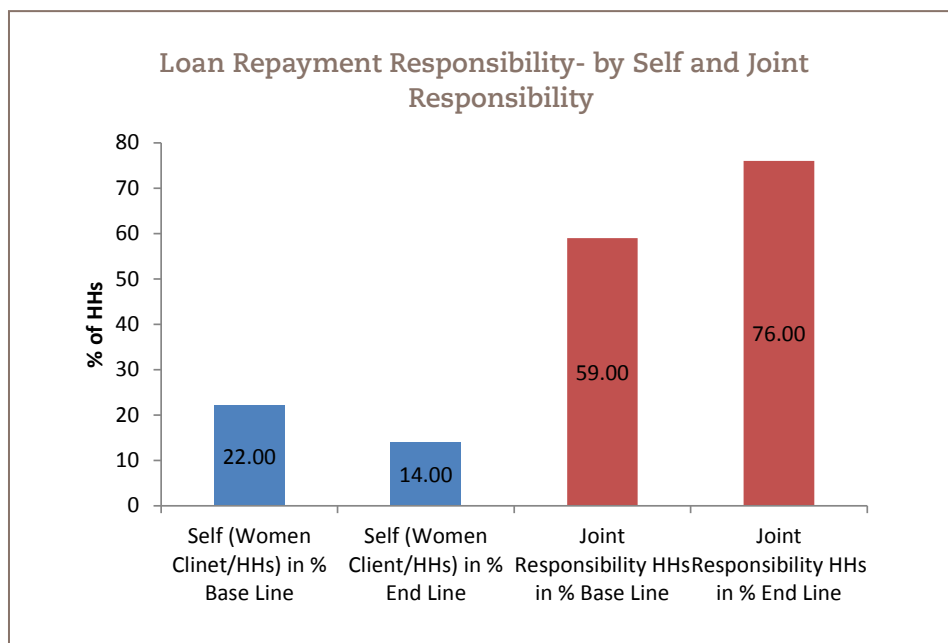 Loan Repayment Responsibility- by Self and Joint
Responsibility
% of HHs
80
70
60
50
40
30
20
10
0
22.00
14.00
59.00
76.00
Self (Women
Clinet/HHs) in %
Base Line
Self (Women
Client/HHs) in %
End Line
Joint
Responsibility HHs
in % Base Line
Joint
Responsibility HHs
in % End Line